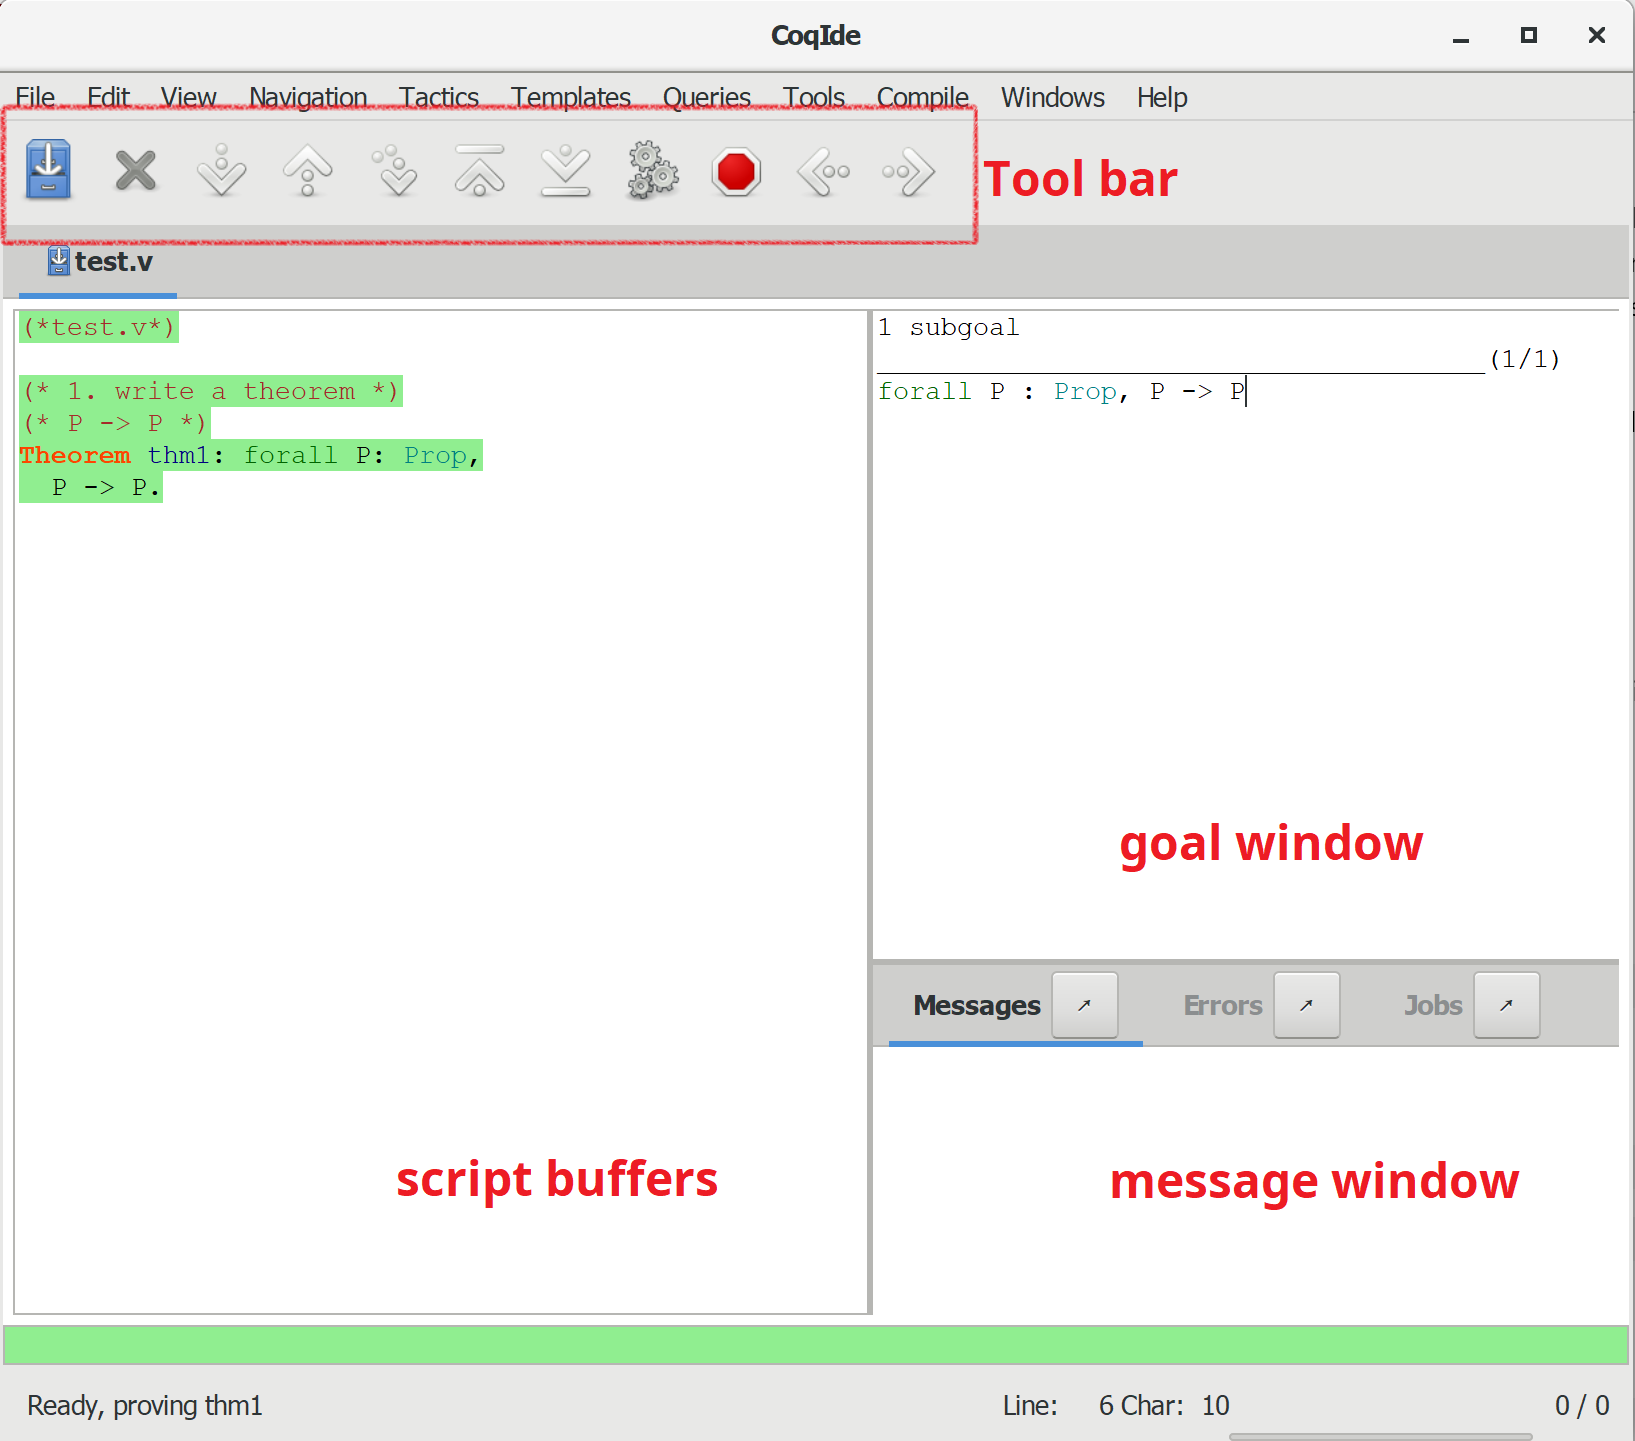 CoqIde
File Edit View Navigation Tactics Templates Queries Tools Compile Windows Help
Tool bar
test.v
(*test.v*)
(* 1. write a theorem *)
(* P -> P *)
Theorem thm1: forall P: Prop,
P -> P.
script buffers
1 subgoal
(1/1)
forall P : Prop, P -> P
goal window
Messages Errors Jobs
message window
Ready, proving thm1 Line: 6 Char: 10 0 / 0